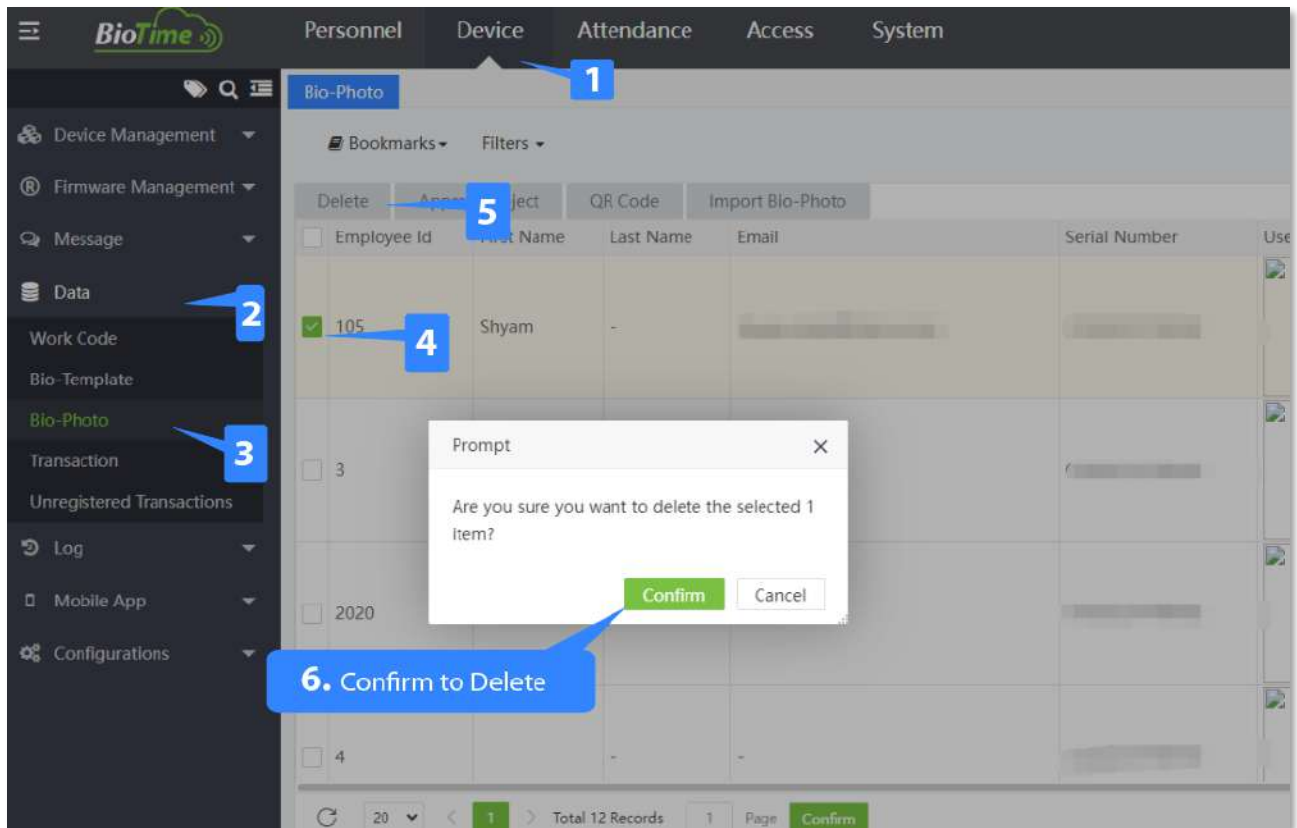 BioTime
Personnel Device Attendance Access System
1
Bio-Photo
Device Management
Bookmarks Filters
Firmware Management
Delete 5 QR Code Import Bio-Photo
Message
Employee Id Name Last Name Email Serial Number
Data
2
105 Shyam -
4
Work Code
Bio-Template
Bio-Photo
3
Transaction
Unregistered Transactions
Prompt
3
Are you sure you want to delete the selected 1
Item?
Log
Confirm Cancel
Mobile App
2020
Configurations
6. Confirm to Delete
4 - -
20 < 1 > Total 12 Records 1 Page Confirm